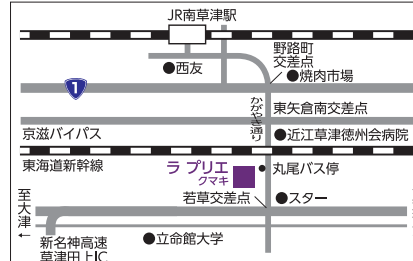 JR南草津駅
野路町
交差点
●西友
●焼肉市場
1
かがやき通り
東矢倉南交差点
京滋バイパス
●近江草津徳州会病院
東海道新幹線
ラ プリエ
クマキ
丸尾バス停
至大津
←
若草交差点
●スター
新名神高速
草津田上IC
●立命館大学